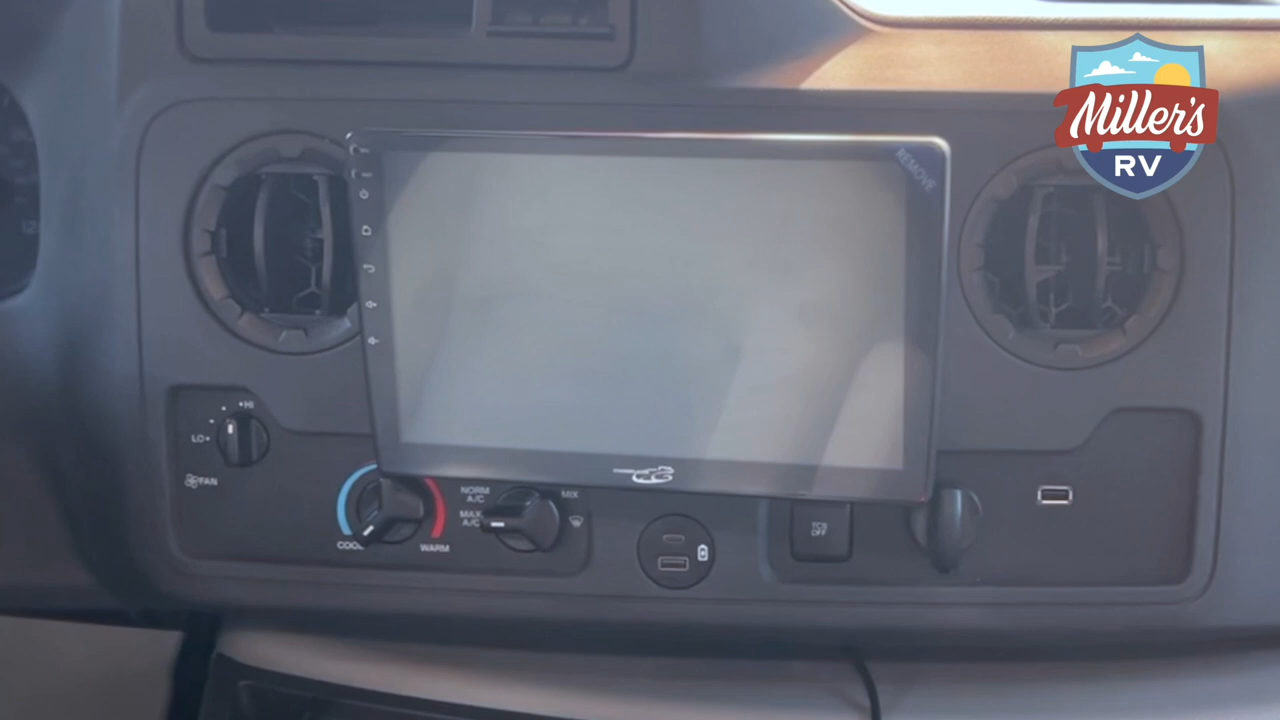 Miller's
RV
REMOVE
HI
LO
FAN
NORM
A/C
MAX
A/C
MIX
COOL
WARM
TCS
OFF